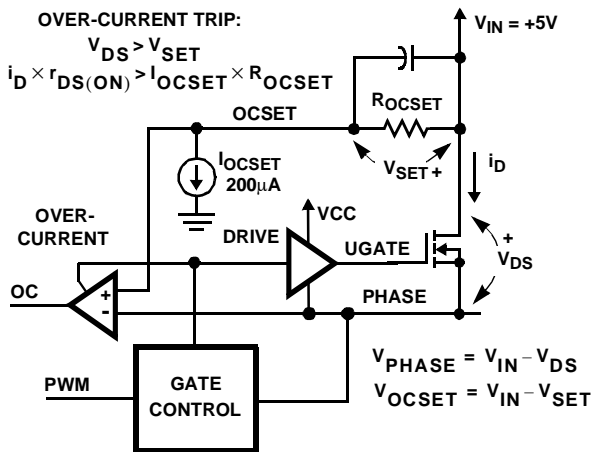 OVER-CURRENT TRIP:
V_DS > V_SET
i_D × r_DS(ON) > I_OCSET × R_OCSET
V_IN = +5V
R_OCSET
OCSET
V_SET +
i_D
I_OCSET
200μA
VCC
OVER-
CURRENT
DRIVE
UGATE
+
V_DS
OC
+
-
PHASE
PWM
GATE
CONTROL
V_PHASE = V_IN − V_DS
V_OCSET = V_IN − V_SET